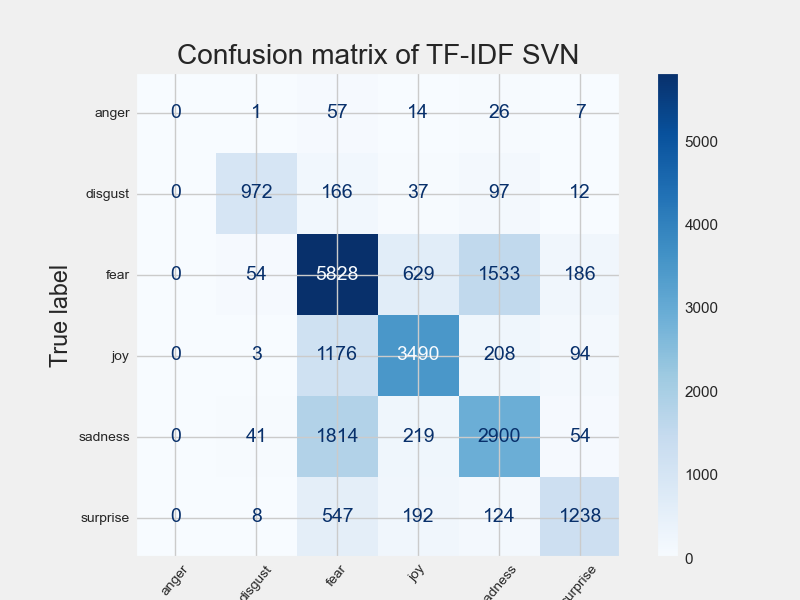 Confusion matrix of TF-IDF SVN
True label
anger 0 1 57 14 26 7
disgust 0 972 166 37 97 12
fear 0 54 5828 629 1533 186
joy 0 3 1176 3490 208 94
sadness 0 41 1814 219 2900 54
surprise 0 8 547 192 124 1238
anger disgust fear joy adness urprise
5000
4000
3000
2000
1000
0